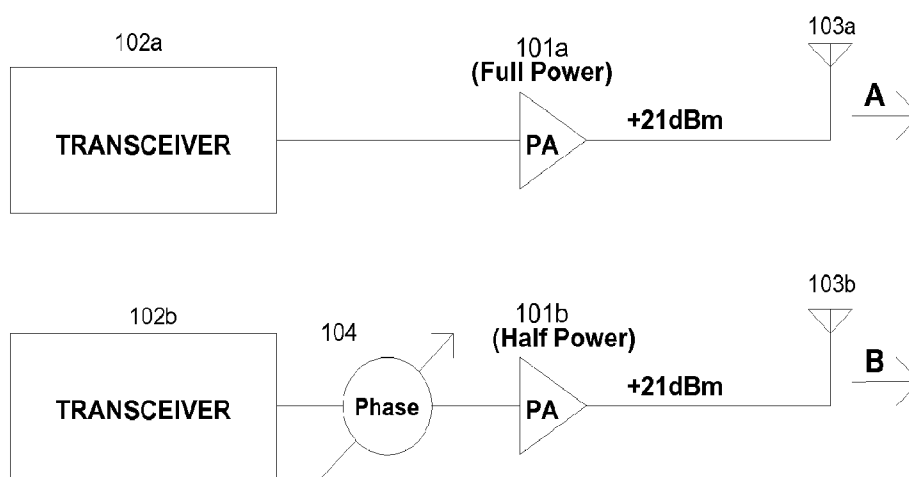 102a
TRANSCEIVER
101a
(Full Power)
PA
+21dBm
103a
A
102b
TRANSCEIVER
104
Phase
101b
(Half Power)
PA
+21dBm
103b
B